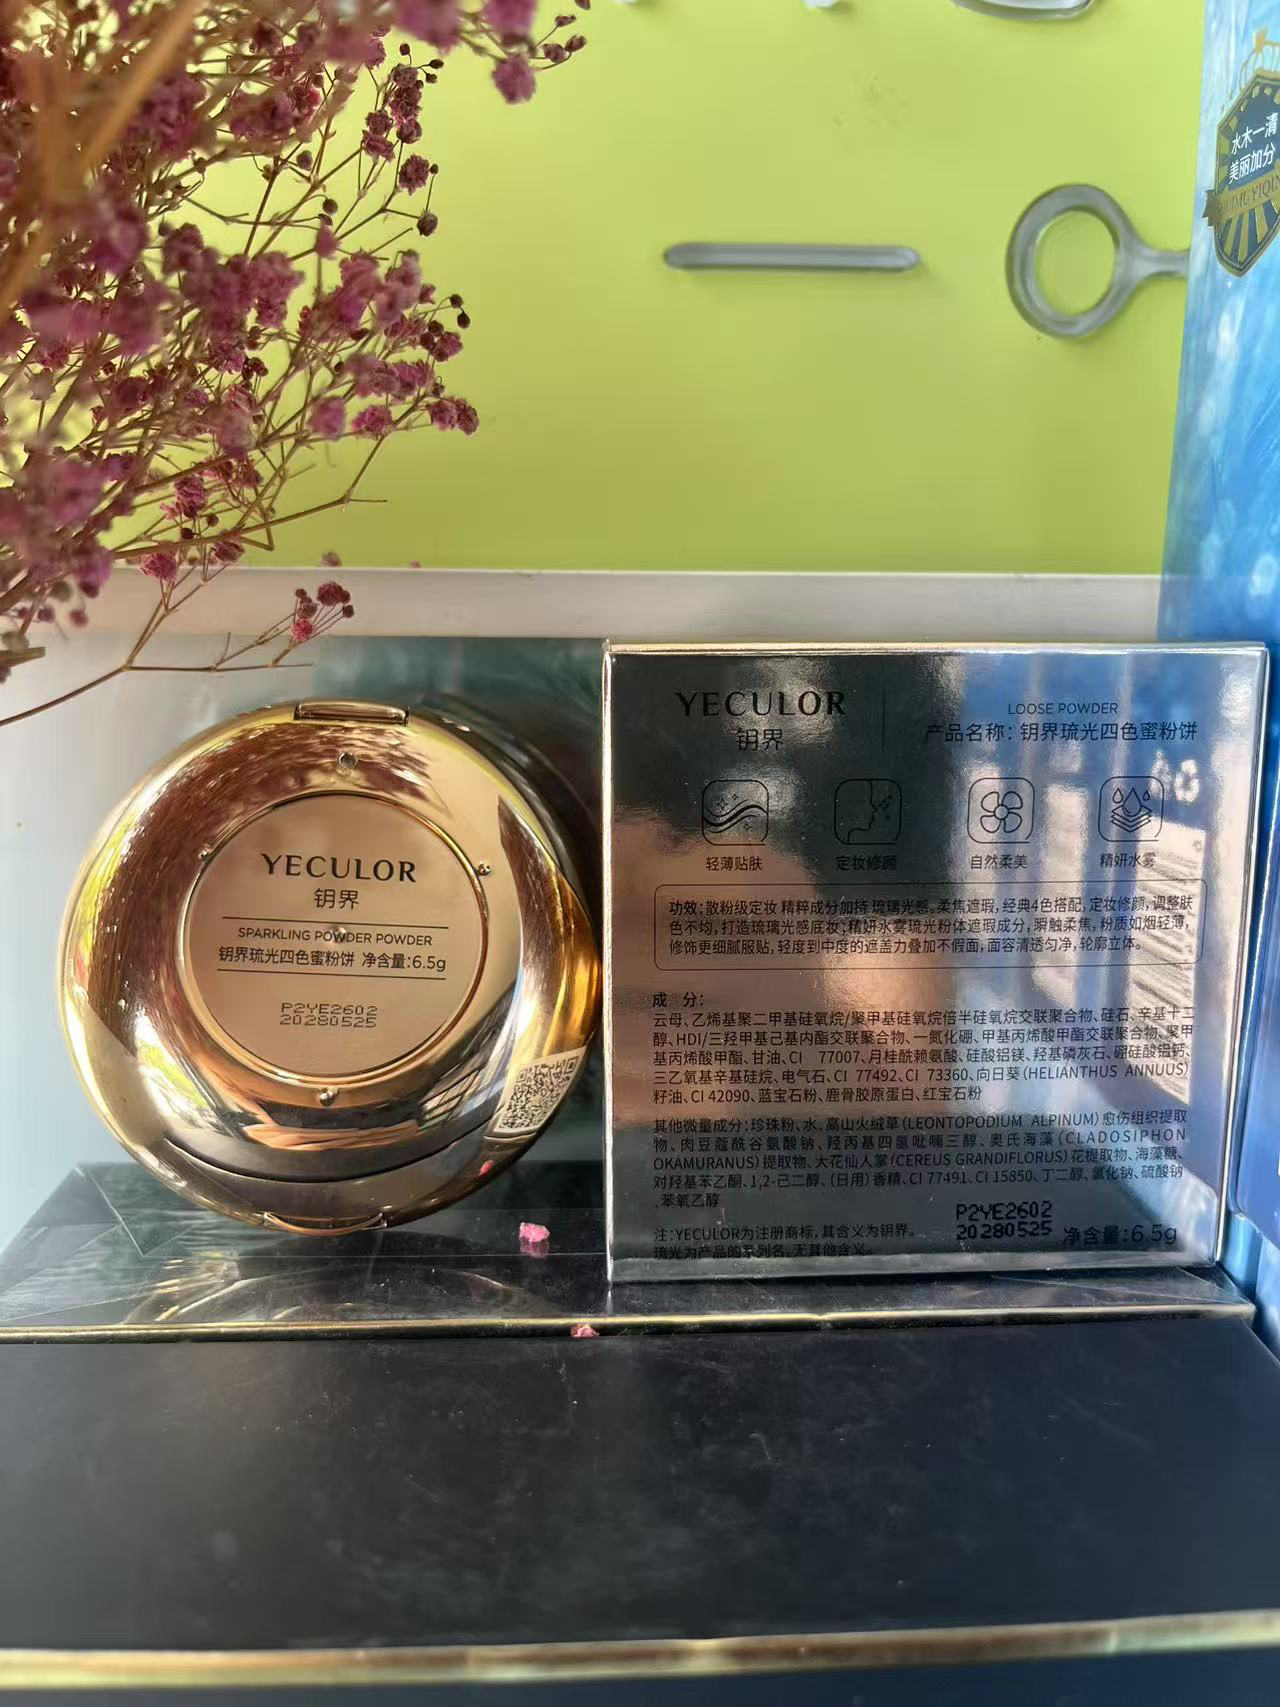 水木一清
美丽加分
YECULOR
钥界
SPARKLING POWDER POWDER
钥界琉光四色蜜粉饼 净含量:6.5g
P2YE2602
20280525
YECULOR
钥界
LOOSE POWDER
产品名称：钥界琉光四色蜜粉饼
轻薄贴肤
定妆修颜
自然柔美
精妍水雾
功效：散粉级定妆 精粹成分加持 琉璃光感。柔焦遮瑕，经典4色搭配，定妆修颜，调整肤
色不均，打造琉璃光感底妆；精妍水雾琉光粉体遮瑕成分，瞬触柔焦，粉质如烟轻薄，
修饰更细腻服贴，轻度到中度的遮盖力叠加不假面，面容清透匀净，轮廓立体。
成 分：
云母、乙烯基聚二甲基硅氧烷/聚甲基硅氧烷倍半硅氧烷交联聚合物、硅石、辛基十二
醇、HDI/三羟甲基己基内酯交联聚合物、一氮化硼、甲基丙烯酸甲酯交联聚合物、聚甲
基丙烯酸甲酯、甘油、CI 77007、月桂酰赖氨酸、硅酸铝镁、羟基磷灰石、硼硅酸铝钙、
三乙氧基辛基硅烷、电气石、CI 77492、CI 73360、向日葵（HELIANTHUS ANNUUS）
籽油、CI 42090、蓝宝石粉、鹿骨胶原蛋白、红宝石粉
其他微量成分：珍珠粉、水、高山火绒草（LEONTOPODIUM ALPINUM）愈伤组织提取
物、肉豆蔻酰谷氨酸钠、羟丙基四氢吡喃三醇、奥氏海藻（CLADOSIPHON
OKAMURANUS）提取物、大花仙人掌（CEREUS GRANDIFLORUS）花提取物、海藻糖、
对羟基苯乙酮、1,2-己二醇、（日用）香精、CI 77491、CI 15850、丁二醇、氯化钠、硫酸钠
、苯氧乙醇
注：YECULOR为注册商标，其含义为钥界。
琉光为产品的系列名，无其他含义。
P2YE2602
20280525
净含量：6.5g